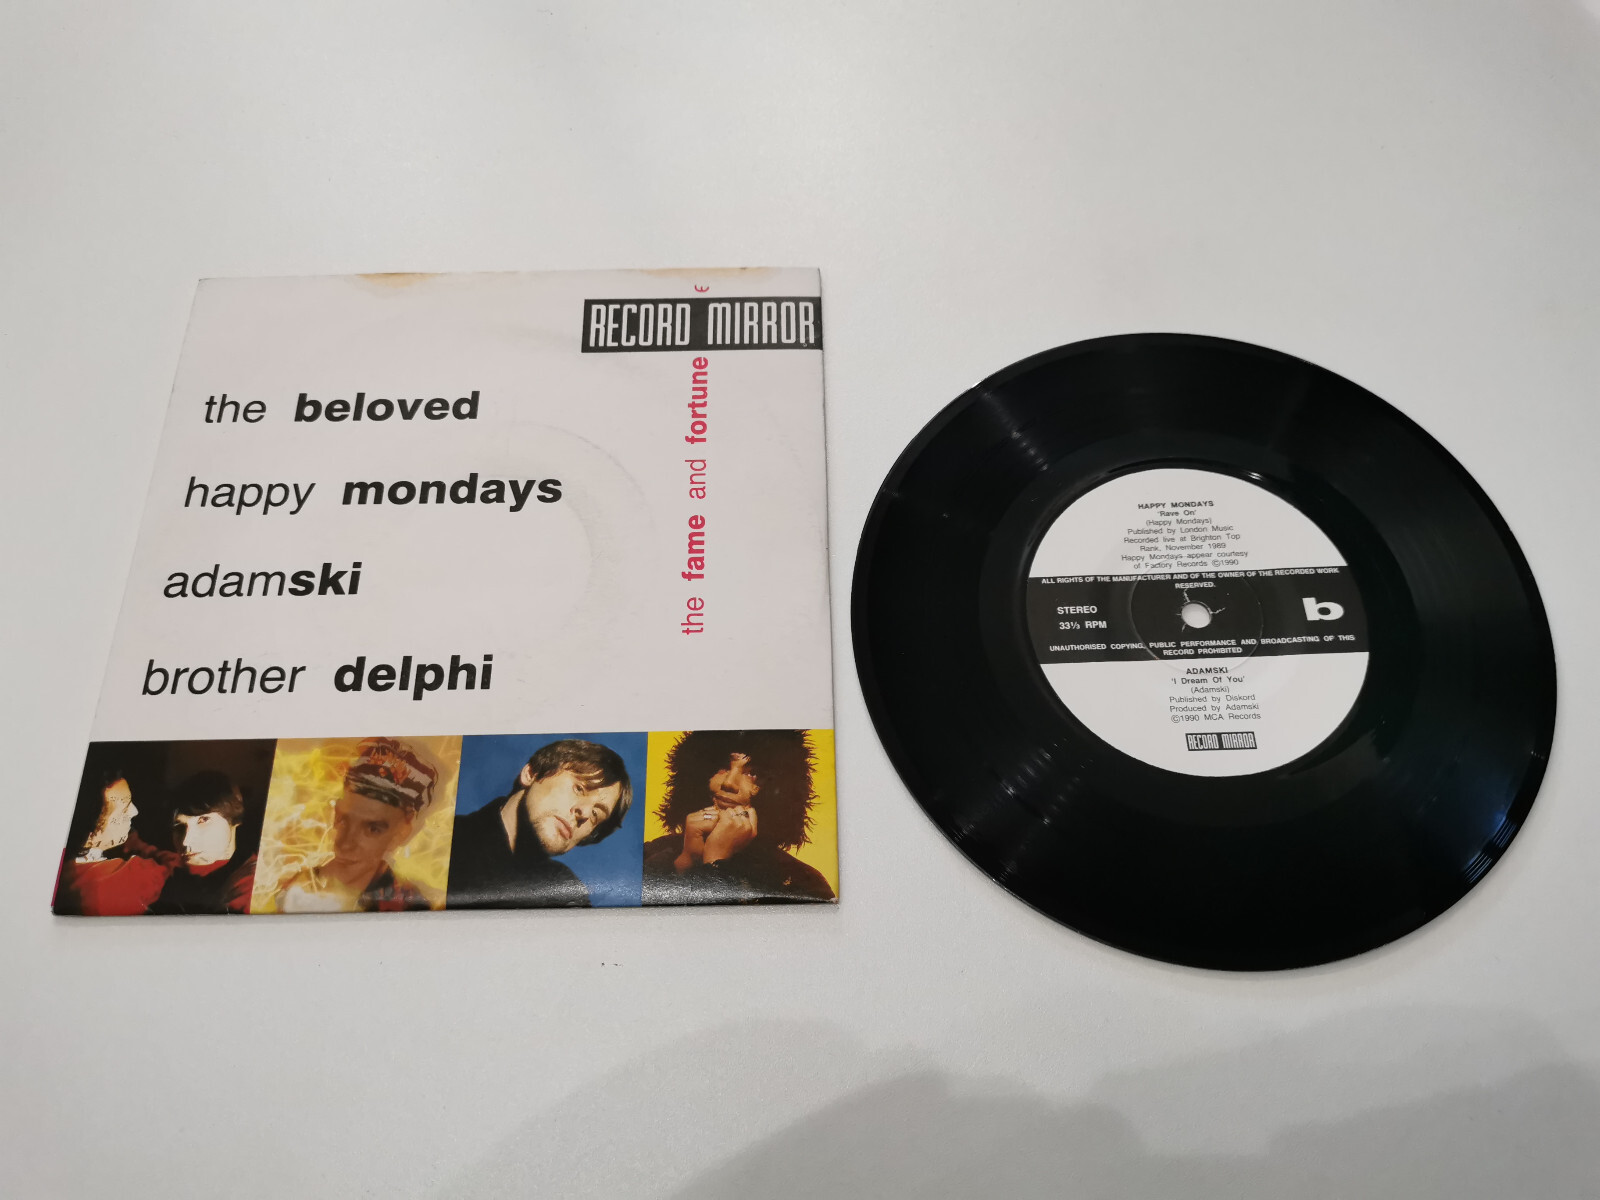 RECORD MIRROR
the beloved
happy mondays
adamski
brother delphi
the fame and fortune e
HAPPY MONDAYS
'Rave On'
(Happy Mondays)
Published by London Music
Recorded live at Brighton Top
Rank, November 1989
Happy Mondays appear courtesy
of Factory Records ©1990
ALL RIGHTS OF THE MANUFACTURER AND OF THE OWNER OF THE RECORDED WORK
RESERVED.
STEREO
33⅓ RPM
b
UNAUTHORISED COPYING, PUBLIC PERFORMANCE AND BROADCASTING OF THIS
RECORD PROHIBITED
ADAMSKI
'I Dream Of You'
(Adamski)
Published by Diskord
Produced by Adamski
©1990 MCA Records
RECORD MIRROR